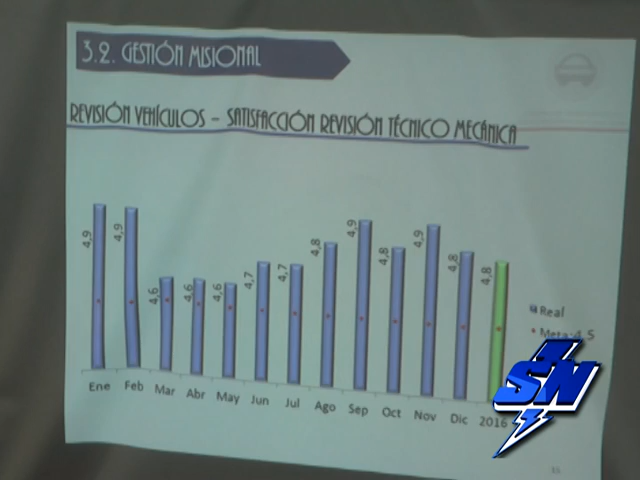 3.2. GESTIÓN MISIONAL
REVISIÓN VEHÍCULOS – SATISFACCIÓN REVISIÓN TÉCNICO MECÁNICA
4,9 4,9 4,6 4,6 4,6 4,7 4,7 4,8 4,9 4,8 4,9 4,8 4,8
Real
Meta: 4,5
Ene Feb Mar Abr May Jun Jul Ago Sep Oct Nov Dic 2016
SN